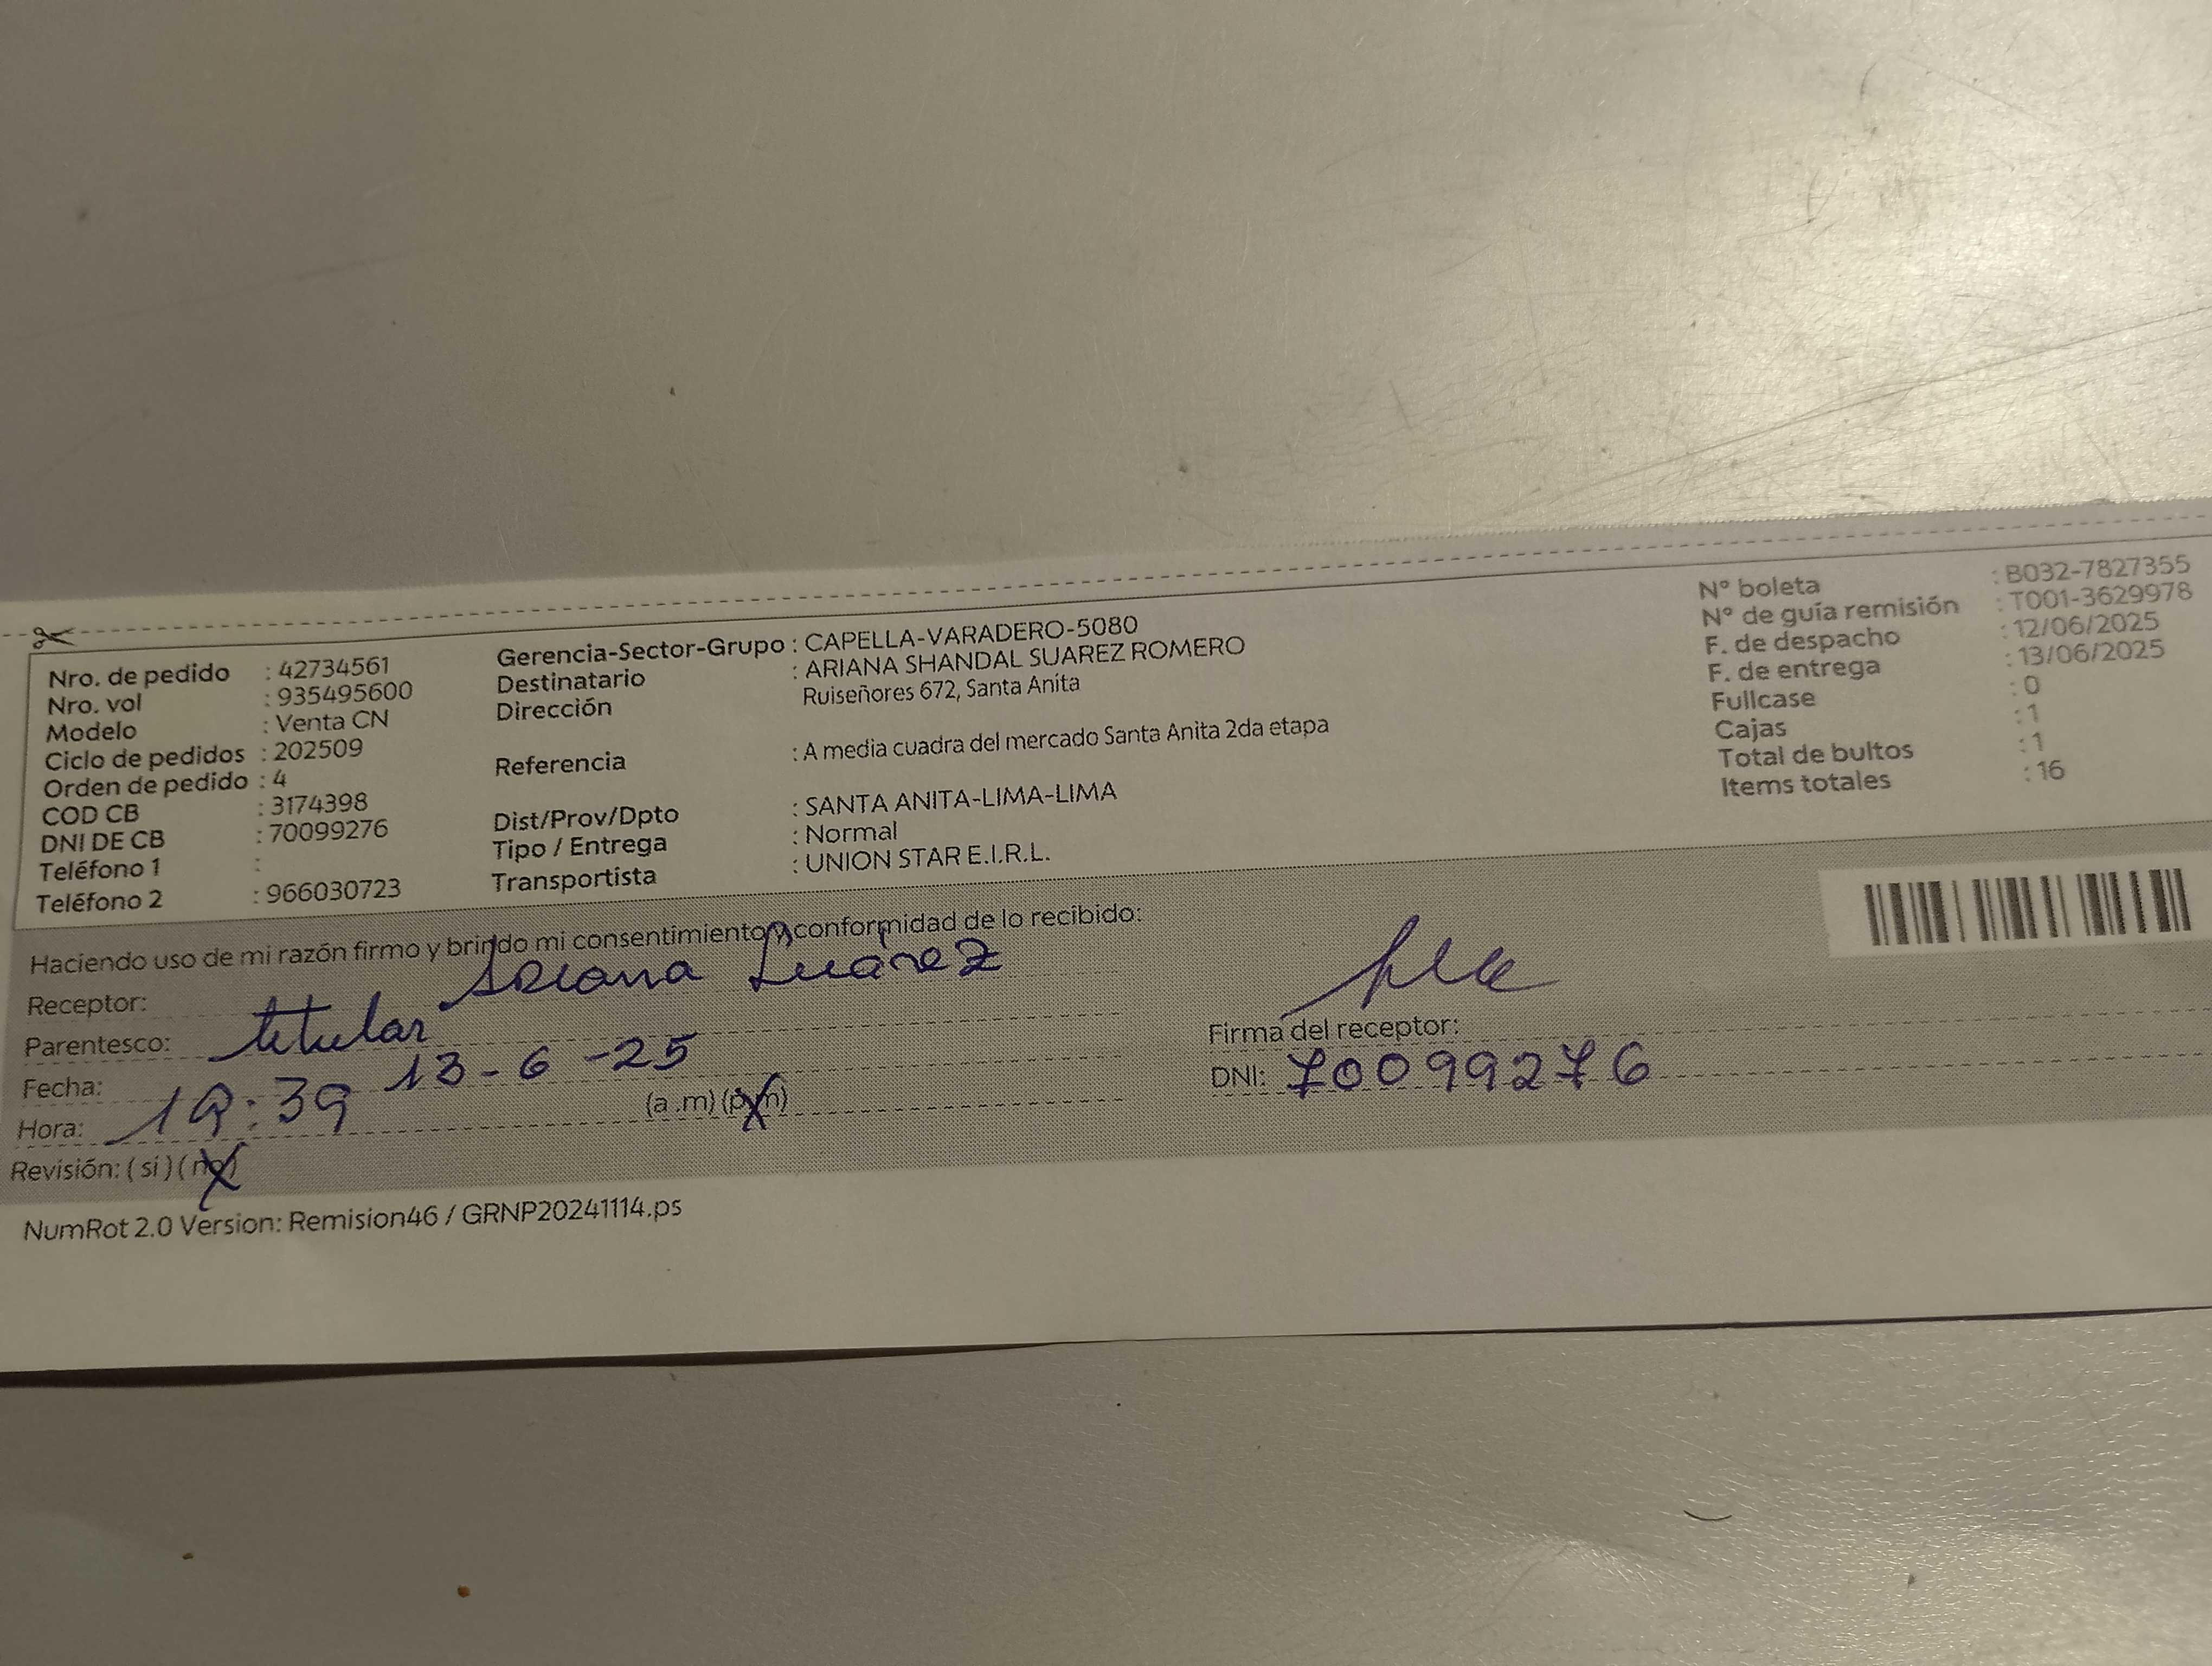 Nro. de pedido : 42734561
Nro. vol : 935495600
Modelo : Venta CN
Ciclo de pedidos : 202509
Orden de pedido : 4
COD CB : 3174398
DNI DE CB : 70099276
Teléfono 1 :
Teléfono 2 : 966030723
Gerencia-Sector-Grupo : CAPELLA-VARADERO-5080
Destinatario : ARIANA SHANDAL SUAREZ ROMERO
Dirección Ruiseñores 672, Santa Anita
Referencia : A media cuadra del mercado Santa Anita 2da etapa
Dist/Prov/Dpto : SANTA ANITA-LIMA-LIMA
Tipo / Entrega : Normal
Transportista : UNION STAR E.I.R.L.
N° boleta : B032-7827355
N° de guía remisión : T001-3629978
F. de despacho : 12/06/2025
F. de entrega : 13/06/2025
Fullcase : 0
Cajas : 1
Total de bultos : 1
Items totales : 16
Haciendo uso de mi razón firmo y brindo mi consentimiento y conformidad de lo recibido:
Receptor: Ariana Suárez
Parentesco: titular
Fecha: 13-6-25
Hora: 19:39 (a .m) (p.m)
Revisión: ( si ) ( no )
Firma del receptor:
DNI: 70099276
NumRot 2.0 Version: Remision46 / GRNP20241114.ps